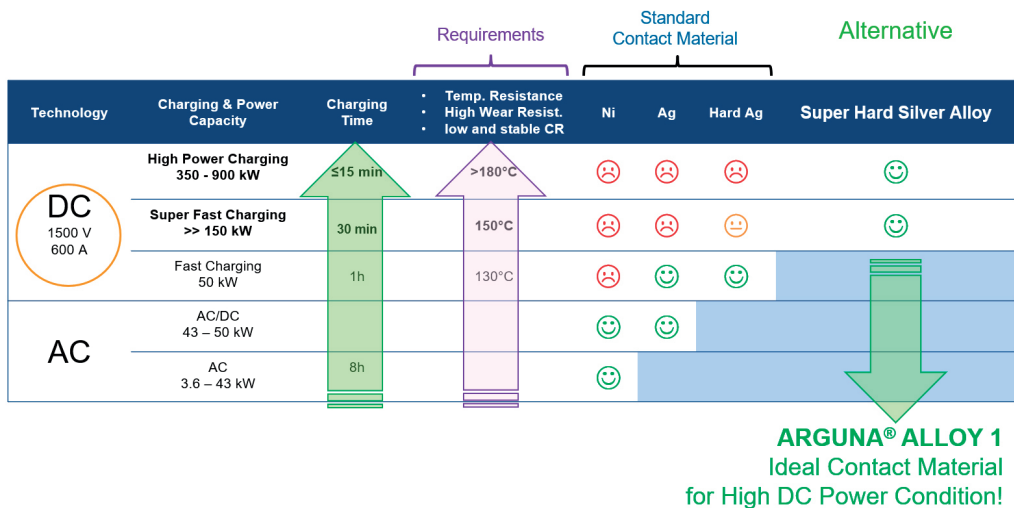 Requirements
Standard
Contact Material
Alternative
Technology
Charging & Power
Capacity
Charging
Time
• Temp. Resistance
• High Wear Resist.
• low and stable CR
Ni
Ag
Hard Ag
Super Hard Silver Alloy
DC
1500 V
600 A
High Power Charging
350 - 900 kW
≤15 min
>180°C
Super Fast Charging
>> 150 kW
30 min
150°C
Fast Charging
50 kW
1h
130°C
AC
AC/DC
43 – 50 kW
AC
3.6 – 43 kW
8h
ARGUNA® ALLOY 1
Ideal Contact Material
for High DC Power Condition!